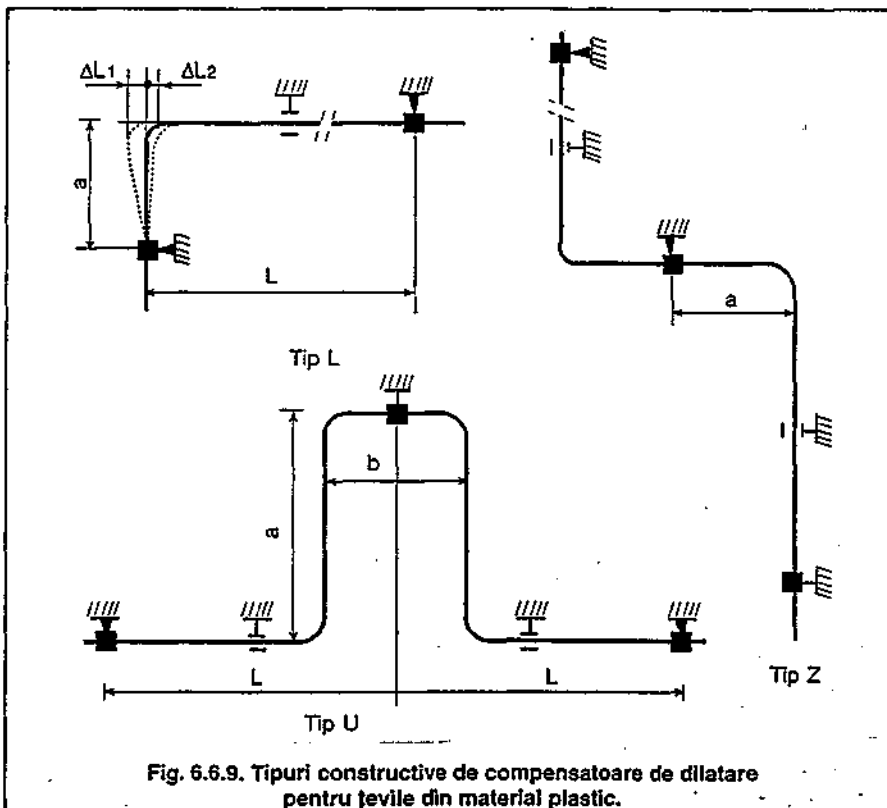 ΔL1 ΔL2
a
L
Tip L
a
a
b
L
L
Tip U
Tip Z
Fig. 6.6.9. Tipuri constructive de compensatoare de dilatare
pentru țevile din material plastic.